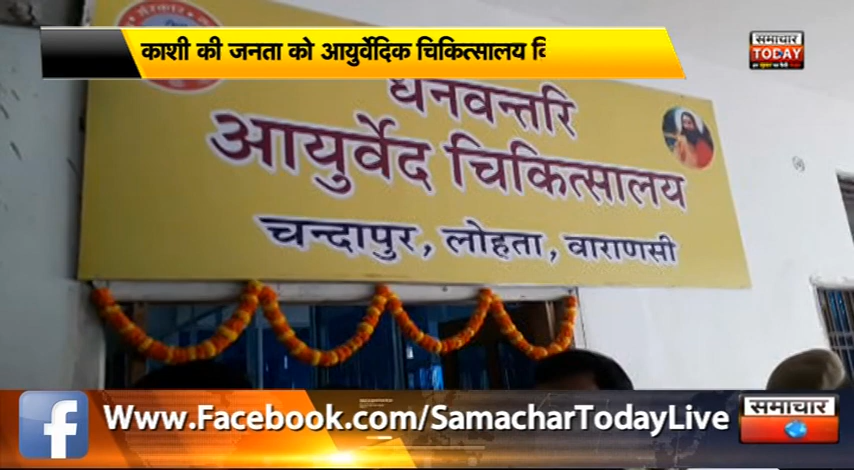 काशी की जनता को आयुर्वेदिक चिकित्सालय
समाचार
TODAY
धनवन्तरि
आयुर्वेद चिकित्सालय
चन्दापुर, लोहता, वाराणसी
Www.Facebook.com/SamacharTodayLive
समाचार